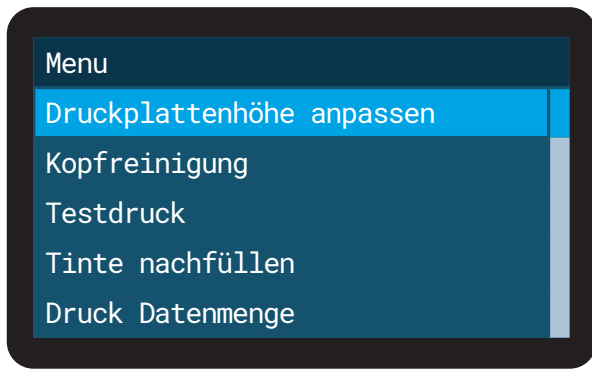 Menu
Druckplattenhöhe anpassen
Kopfreinigung
Testdruck
Tinte nachfüllen
Druck Datenmenge